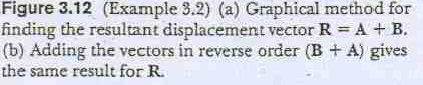 Figure 3.12 (Example 3.2) (a) Graphical method for
finding the resultant displacement vector R = A + B.
(b) Adding the vectors in reverse order (B + A) gives
the same result for R.